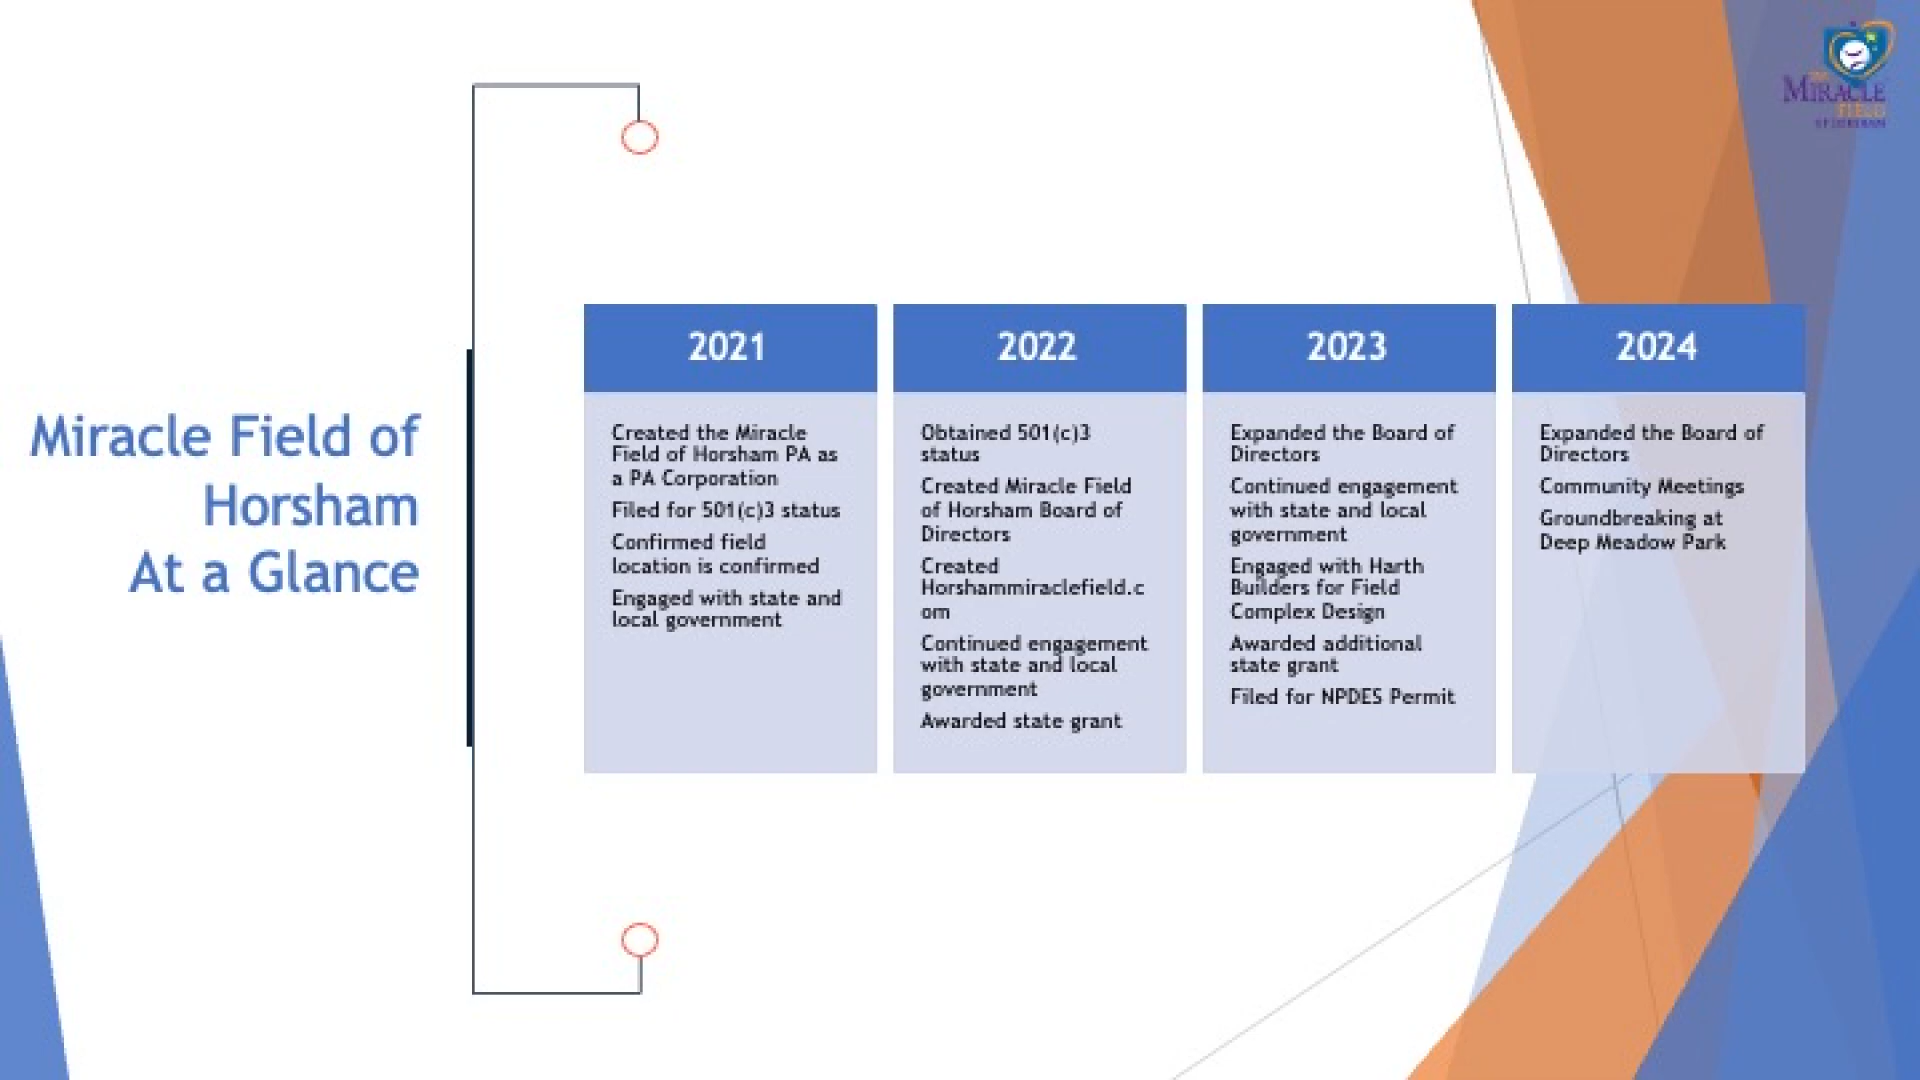 MIRACLE
FIELD
OF HORSHAM
Miracle Field of
Horsham
At a Glance
2021
Created the Miracle
Field of Horsham PA as
a PA Corporation
Filed for 501(c)3 status
Confirmed field
location is confirmed
Engaged with state and
local government
2022
Obtained 501(c)3
status
Created Miracle Field
of Horsham Board of
Directors
Created
Horshammiraclefield.c
om
Continued engagement
with state and local
government
Awarded state grant
2023
Expanded the Board of
Directors
Continued engagement
with state and local
government
Engaged with Harth
Builders for Field
Complex Design
Awarded additional
state grant
Filed for NPDES Permit
2024
Expanded the Board of
Directors
Community Meetings
Groundbreaking at
Deep Meadow Park